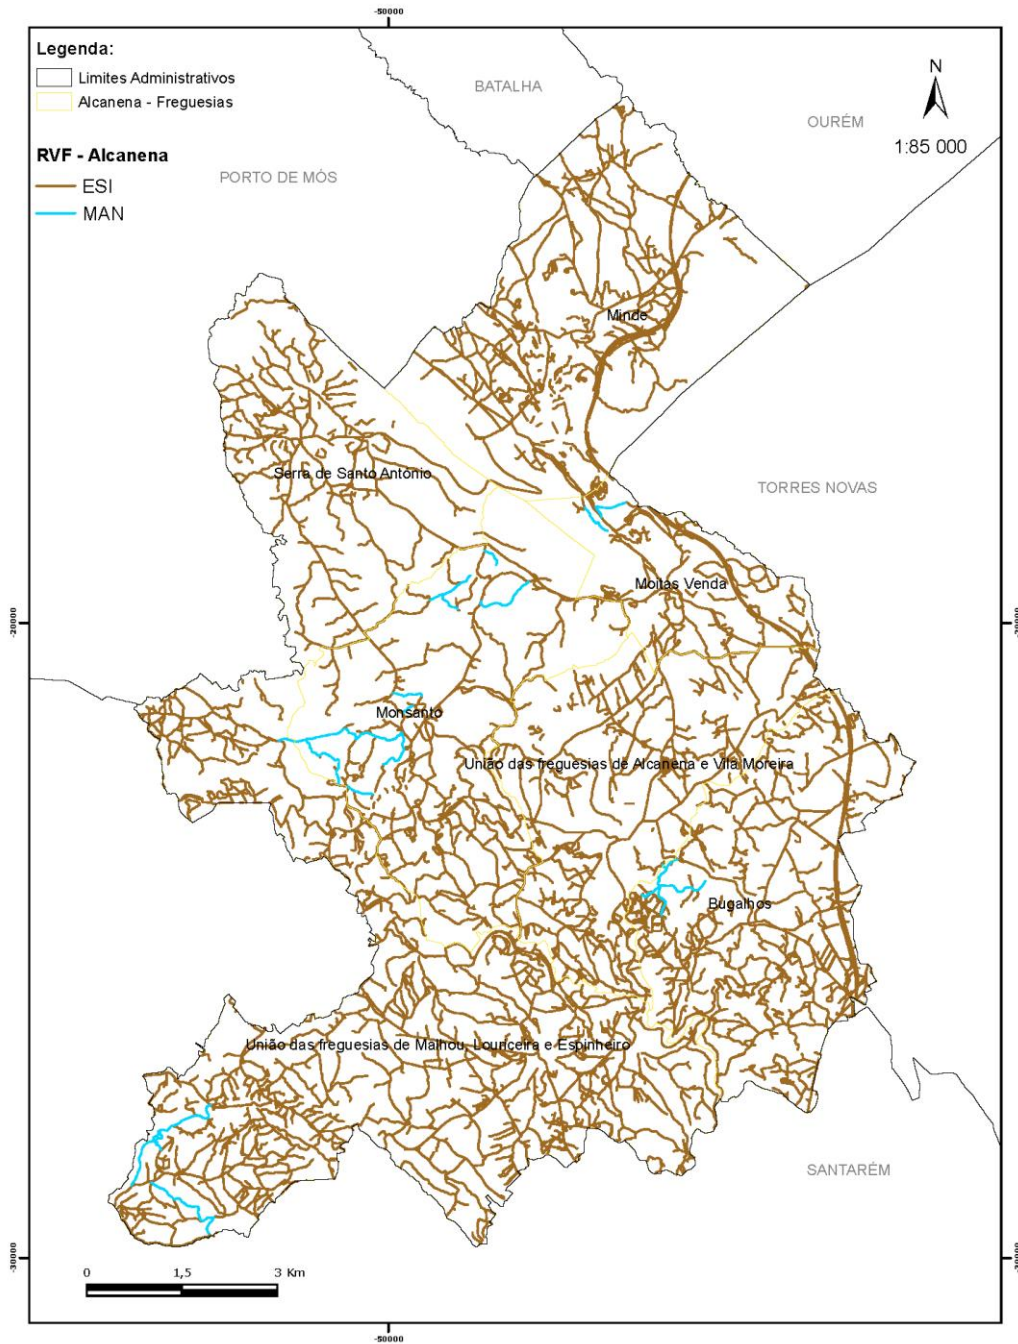 -50000
Legenda:
Limites Administrativos
Alcanena - Freguesias
RVF - Alcanena
ESI
MAN
BATALHA
OURÉM
N
1:85 000
PORTO DE MÓS
Minde
Serra de Santo António
TORRES NOVAS
Moitas Venda
-20000
-20000
Monsanto
União das freguesias de Alcanena e Vila Moreira
Bugalhos
União das freguesias de Malhou, Louriceira e Espinheiro
SANTARÉM
-30000
-30000
0 1,5 3 Km
-50000